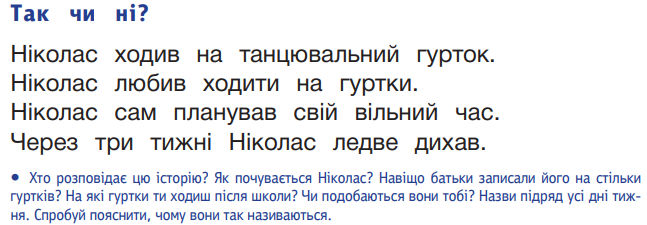 Так чи ні?
Ніколас ходив на танцювальний гурток.
Ніколас любив ходити на гуртки.
Ніколас сам планував свій вільний час.
Через три тижні Ніколас ледве дихав.
● Хто розповідає цю історію? Як почувається Ніколас? Навіщо батьки записали його на стільки
гуртків? На які гуртки ти ходиш після школи? Чи подобаються вони тобі? Назви підряд усі дні тиж-
ня. Спробуй пояснити, чому вони так називаються.